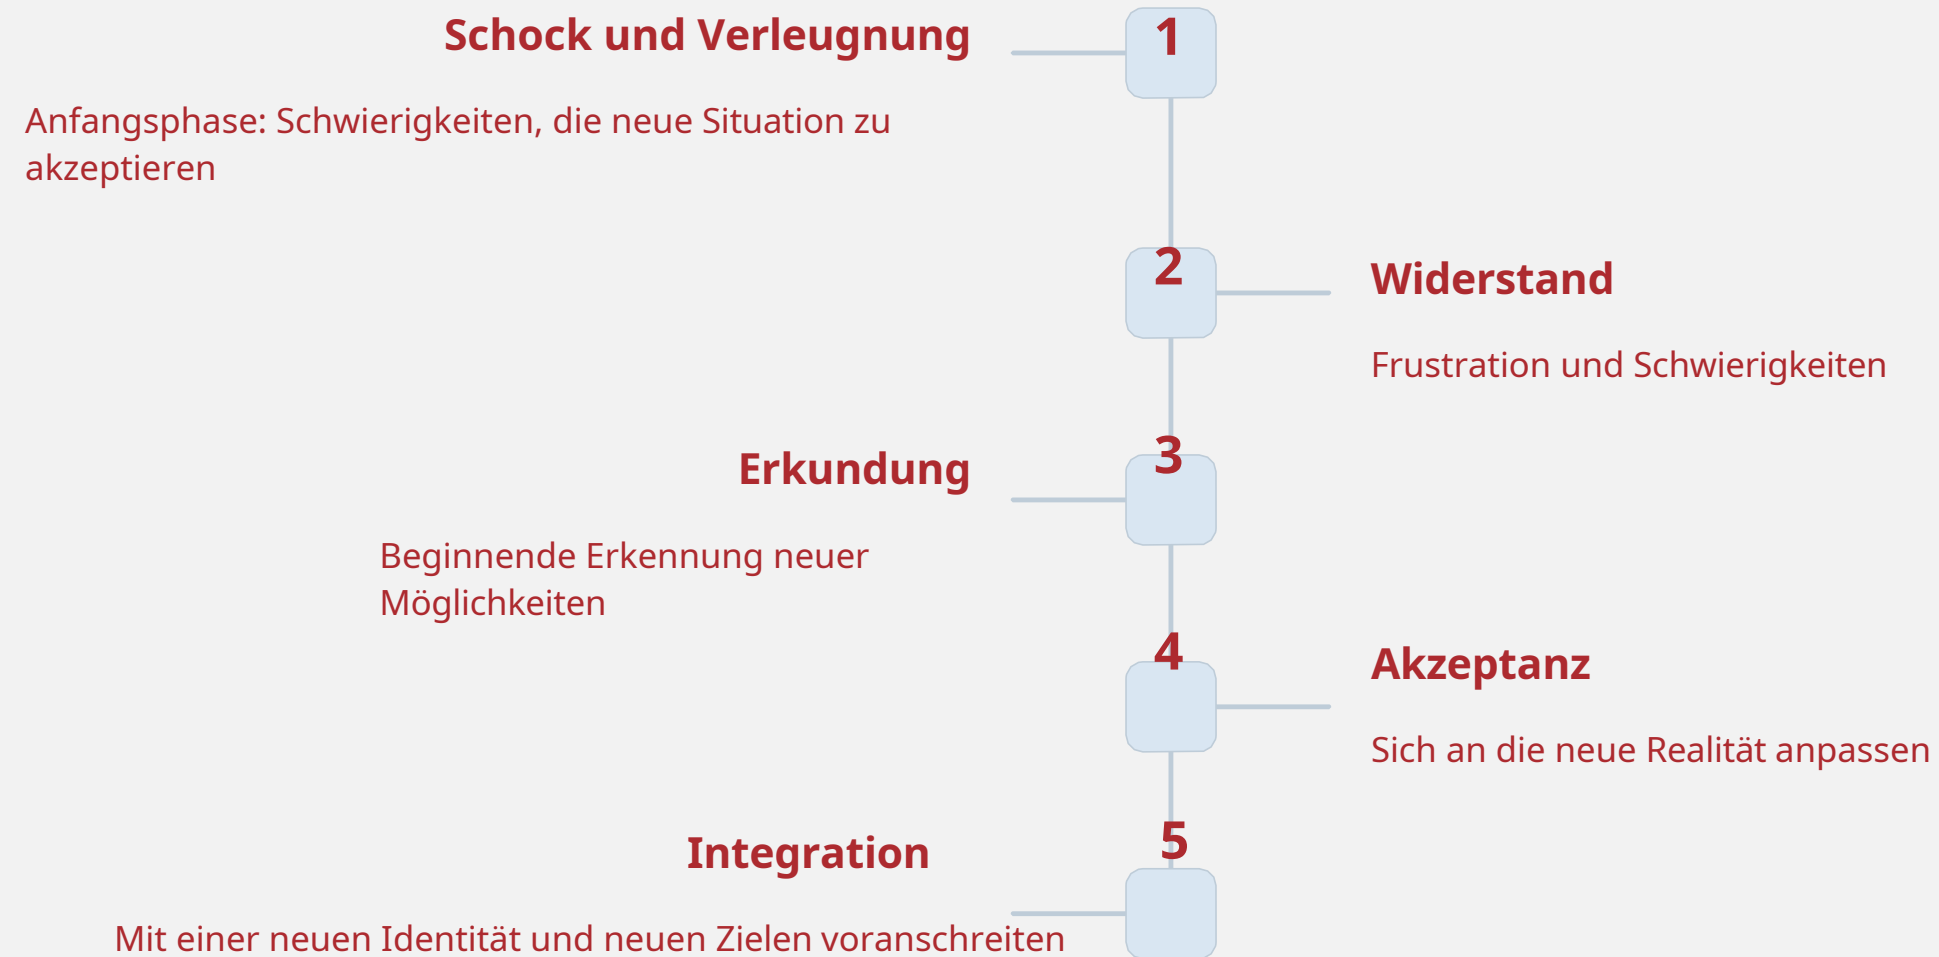 Schock und Verleugnung
1
Anfangsphase: Schwierigkeiten, die neue Situation zu
akzeptieren
2
Widerstand
Frustration und Schwierigkeiten
3
Erkundung
Beginnende Erkennung neuer
Möglichkeiten
4
Akzeptanz
Sich an die neue Realität anpassen
5
Integration
Mit einer neuen Identität und neuen Zielen voranschreiten